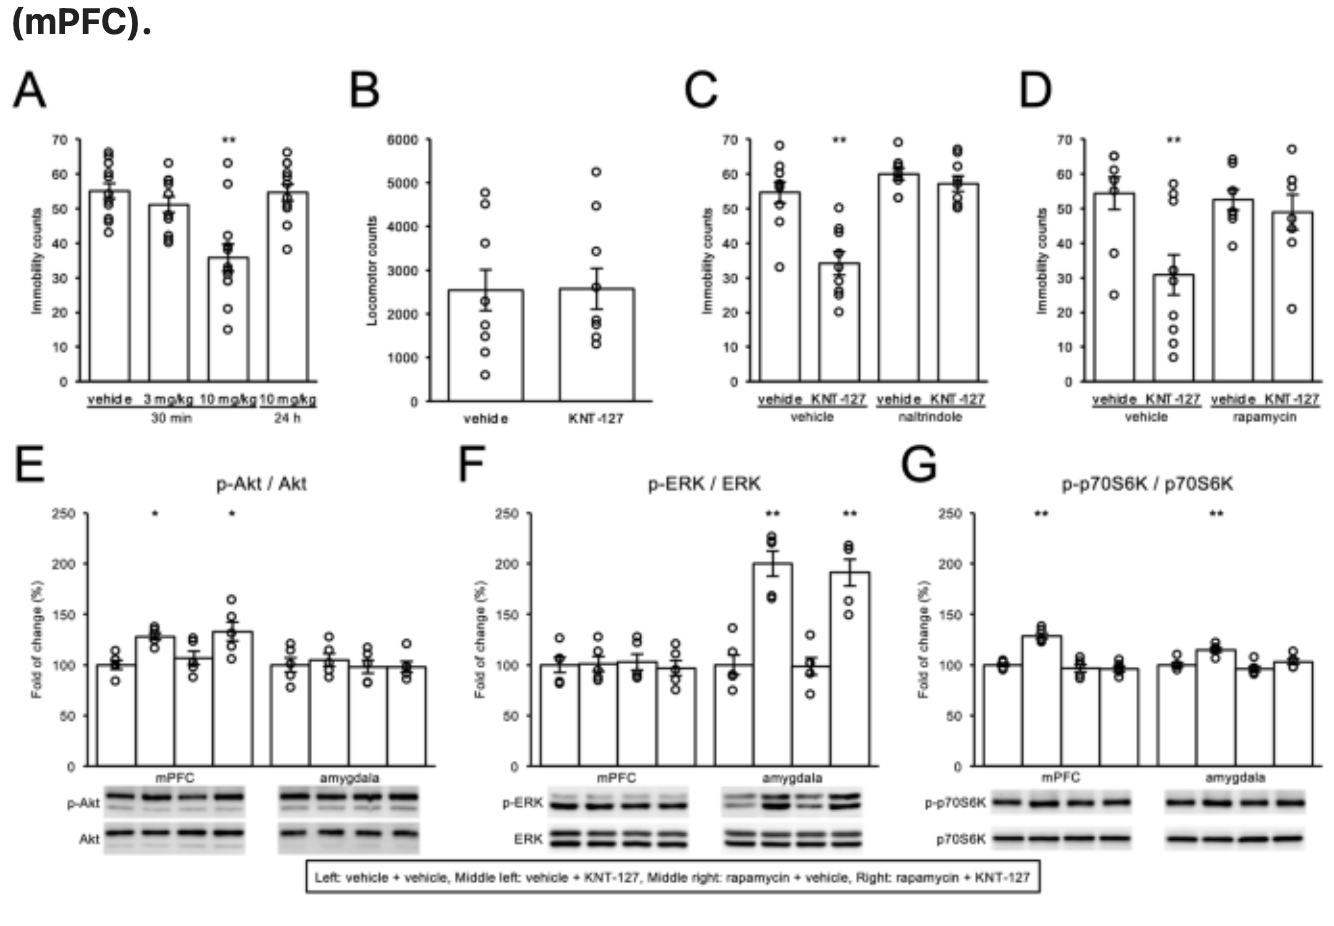 (mPFC).
A
B
C
D
**
**
**
70
60
50
40
30
20
10
0
Immobility counts
vehicle 3 mg/kg 10 mg/kg 10 mg/kg
30 min 24 h
6000
5000
4000
3000
2000
1000
0
Locomotor counts
vehicle KNT-127
70
60
50
40
30
20
10
0
Immobility counts
vehicle KNT-127 vehicle KNT-127
vehicle naltrindole
70
60
50
40
30
20
10
0
Immobility counts
vehicle KNT-127 vehicle KNT-127
vehicle rapamycin
E
p-Akt / Akt
250
200
150
100
50
0
Fold of change (%)
* *
mPFC amygdala
p-Akt
Akt
F
p-ERK / ERK
250
200
150
100
50
0
Fold of change (%)
** **
mPFC amygdala
p-ERK
ERK
G
p-p70S6K / p70S6K
250
200
150
100
50
0
Fold of change (%)
** **
mPFC amygdala
p-p70S6K
p70S6K
Left: vehicle + vehicle, Middle left: vehicle + KNT-127, Middle right: rapamycin + vehicle, Right: rapamycin + KNT-127